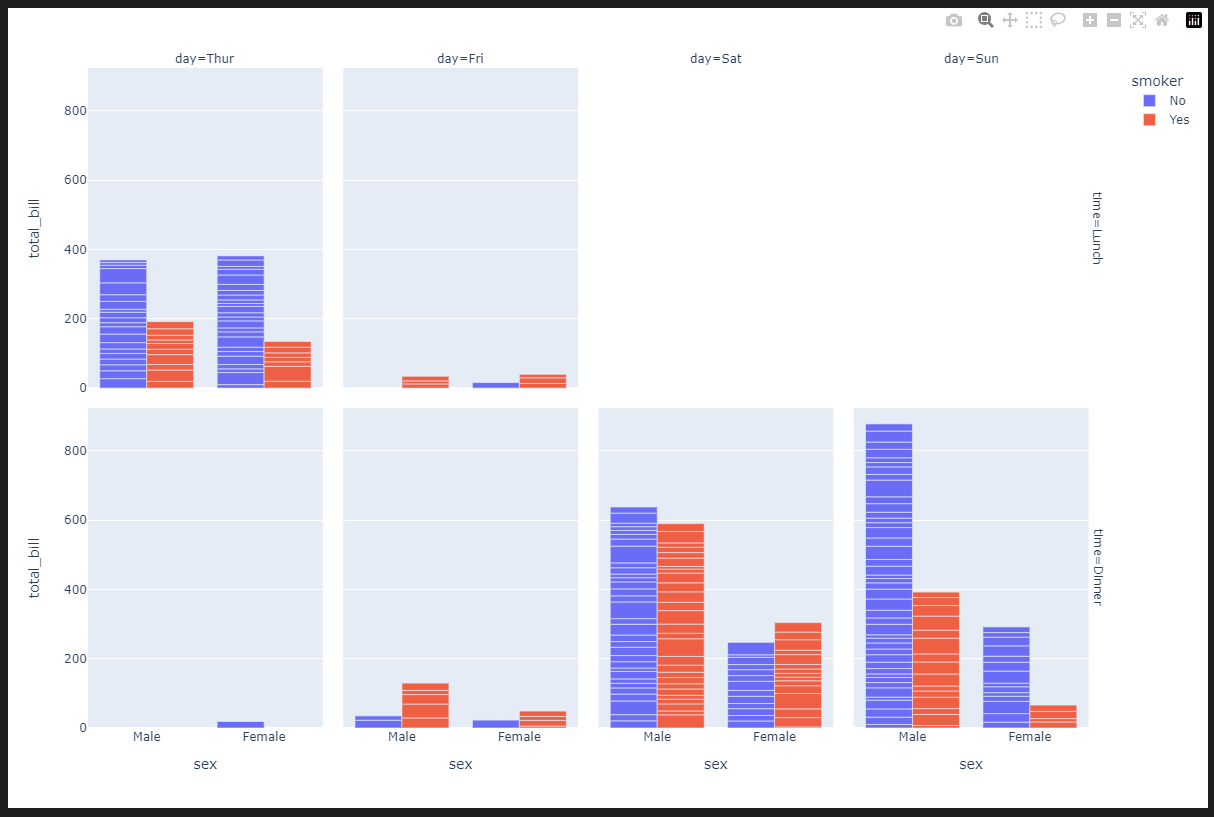 day=Thur
day=Fri
day=Sat
day=Sun
smoker
No
Yes
800
600
400
200
0
total_bill
time=Lunch
800
600
400
200
0
total_bill
time=Dinner
Male
Female
Male
Female
Male
Female
Male
Female
sex
sex
sex
sex